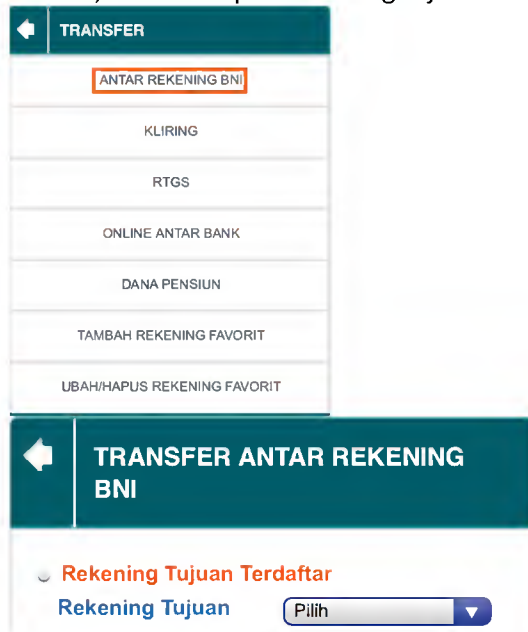 TRANSFER
ANTAR REKENING BNI
KLIRING
RTGS
ONLINE ANTAR BANK
DANA PENSIUN
TAMBAH REKENING FAVORIT
UBAH/HAPUS REKENING FAVORIT
TRANSFER ANTAR REKENING
BNI
Rekening Tujuan Terdaftar
Rekening Tujuan Pilih